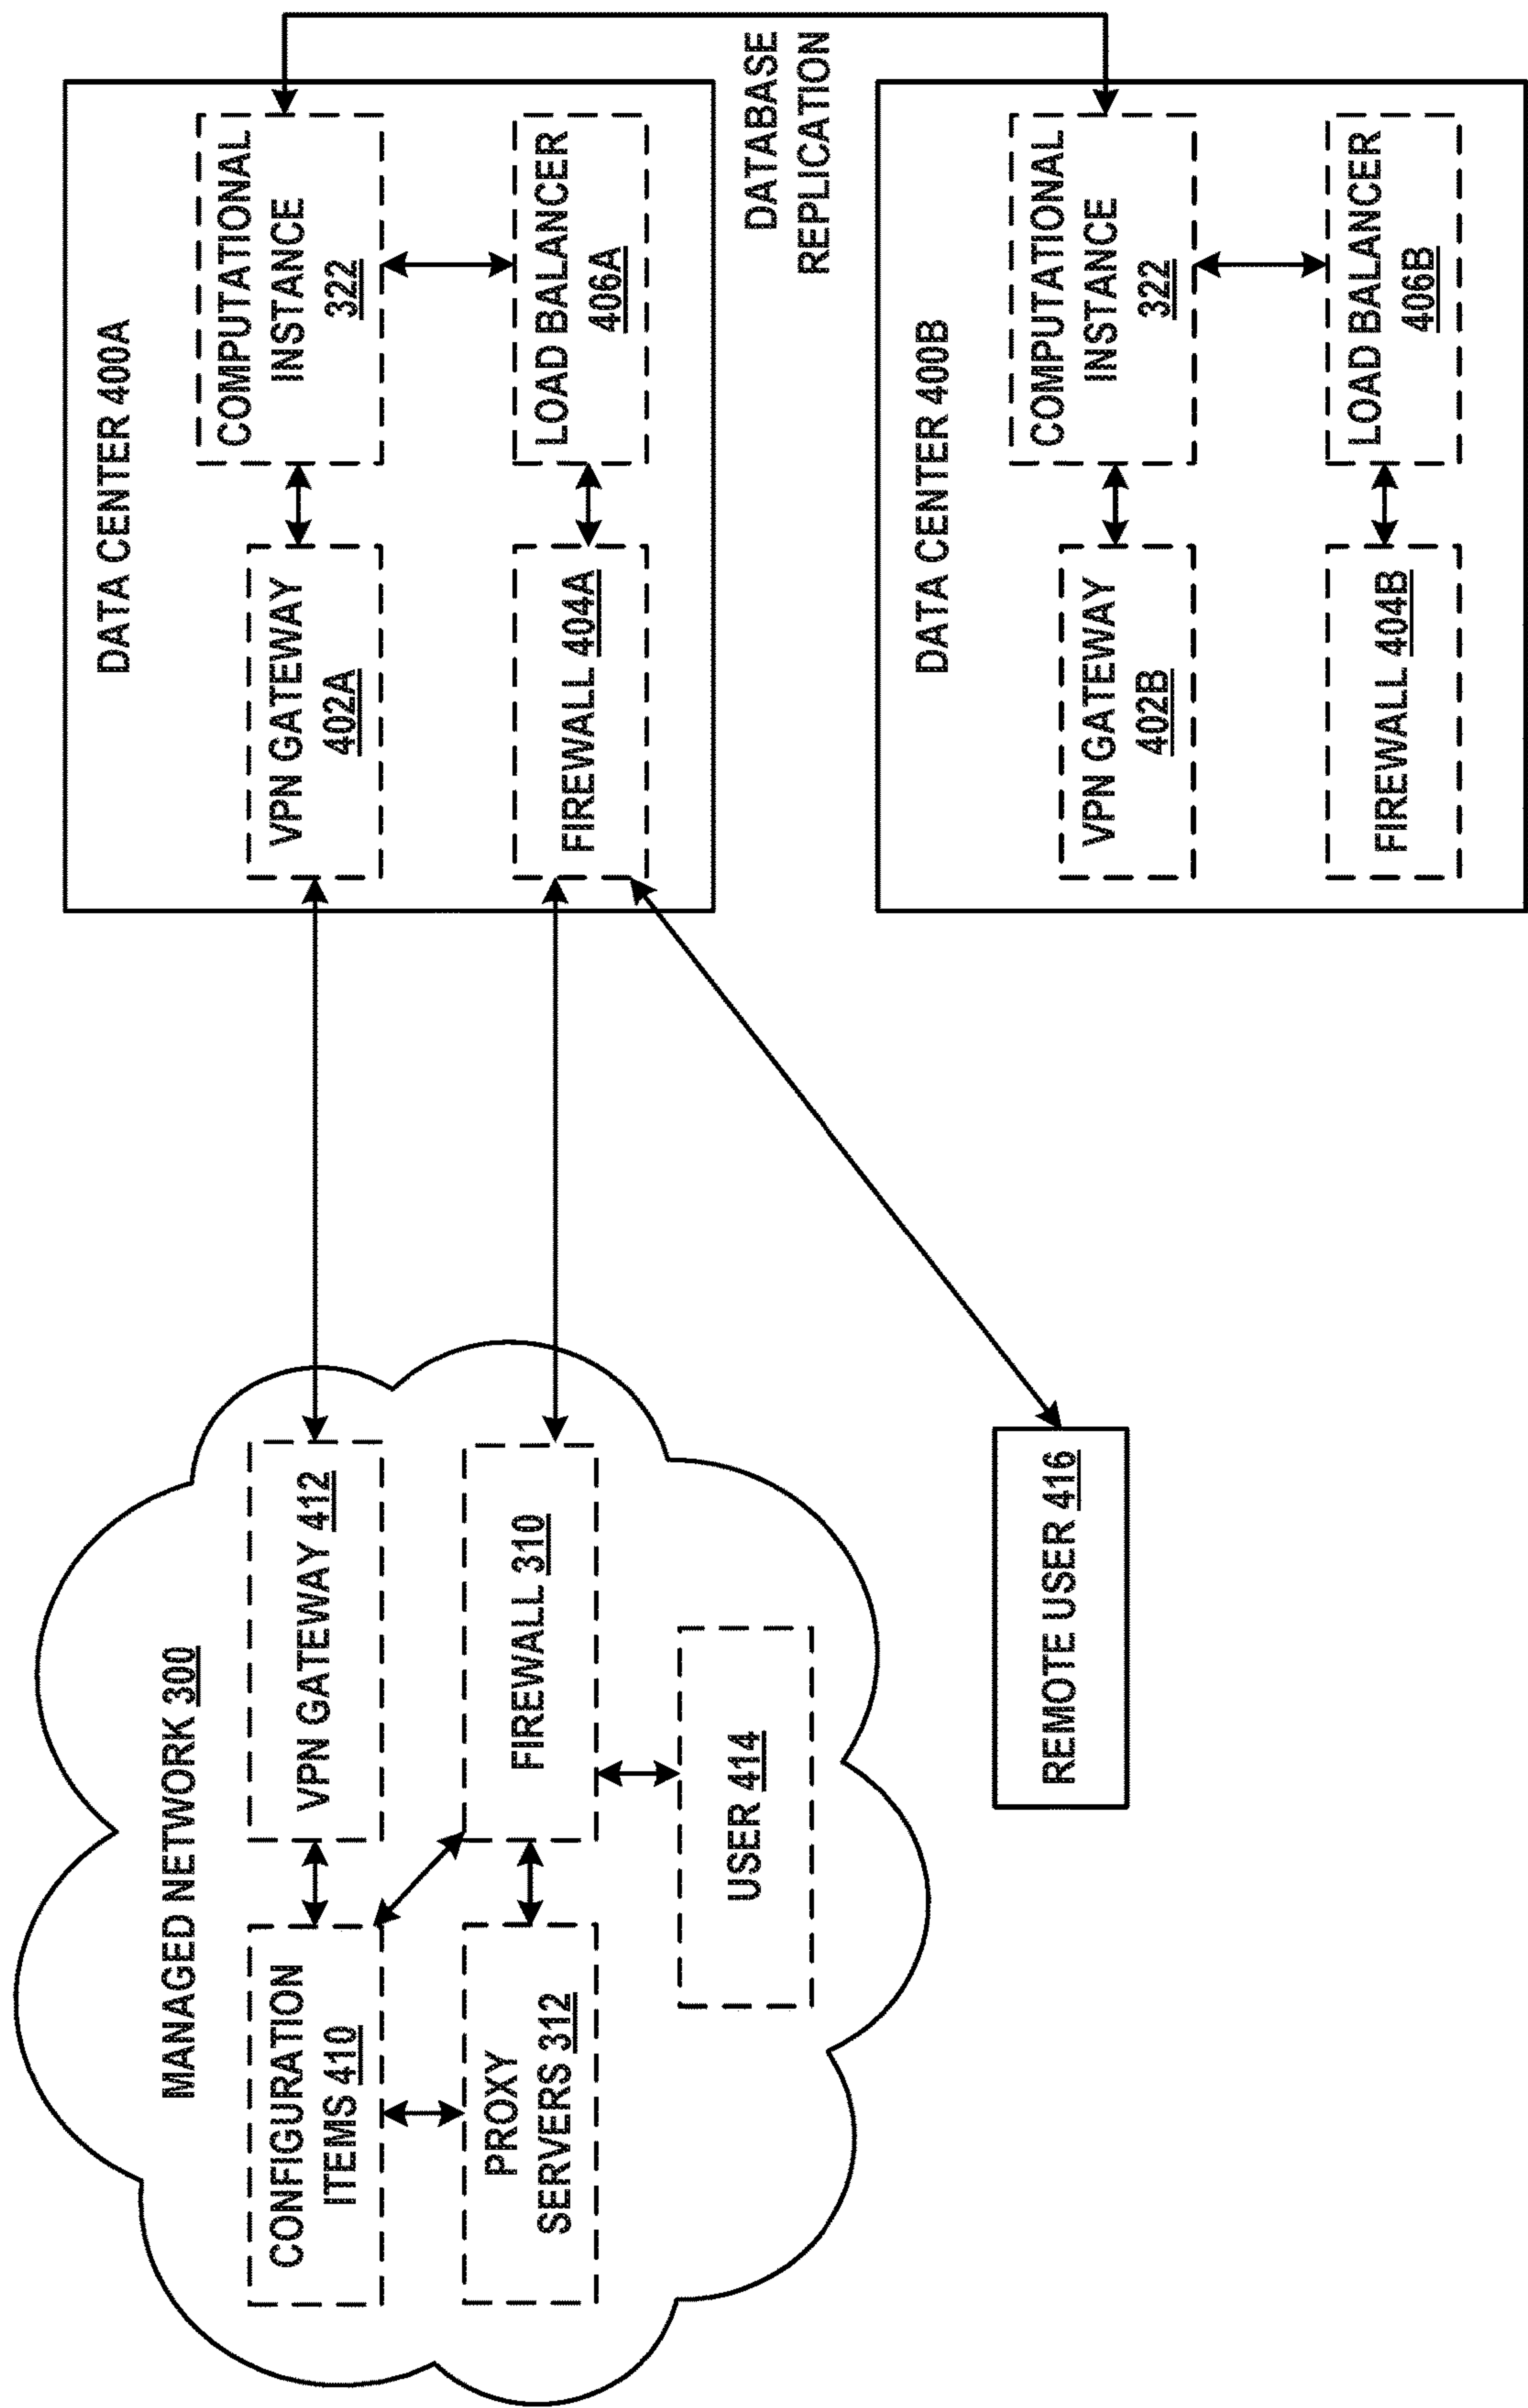 MANAGED NETWORK 300
CONFIGURATION
ITEMS 410
VPN GATEWAY 412
PROXY
SERVERS 312
FIREWALL 310
USER 414
REMOTE USER 416
DATA CENTER 400A
VPN GATEWAY
402A
COMPUTATIONAL
INSTANCE
322
FIREWALL 404A
LOAD BALANCER
406A
DATABASE
REPLICATION
DATA CENTER 400B
VPN GATEWAY
402B
COMPUTATIONAL
INSTANCE
322
FIREWALL 404B
LOAD BALANCER
406B